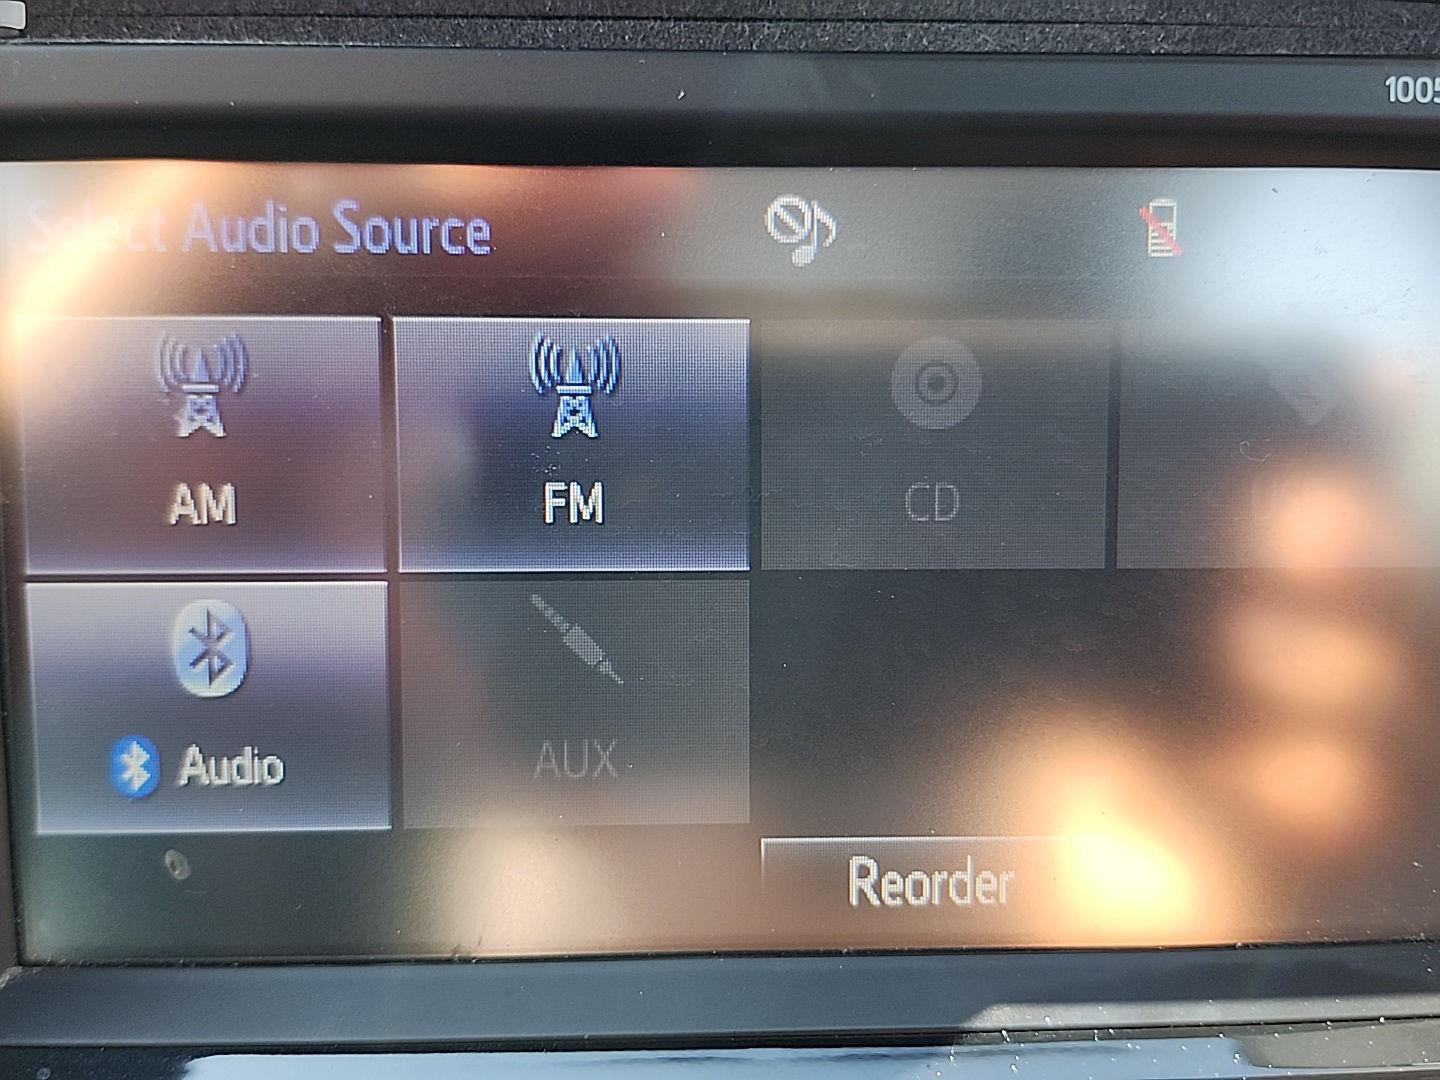 1005
Select Audio Source
AM
FM
CD
Audio
AUX
Reorder